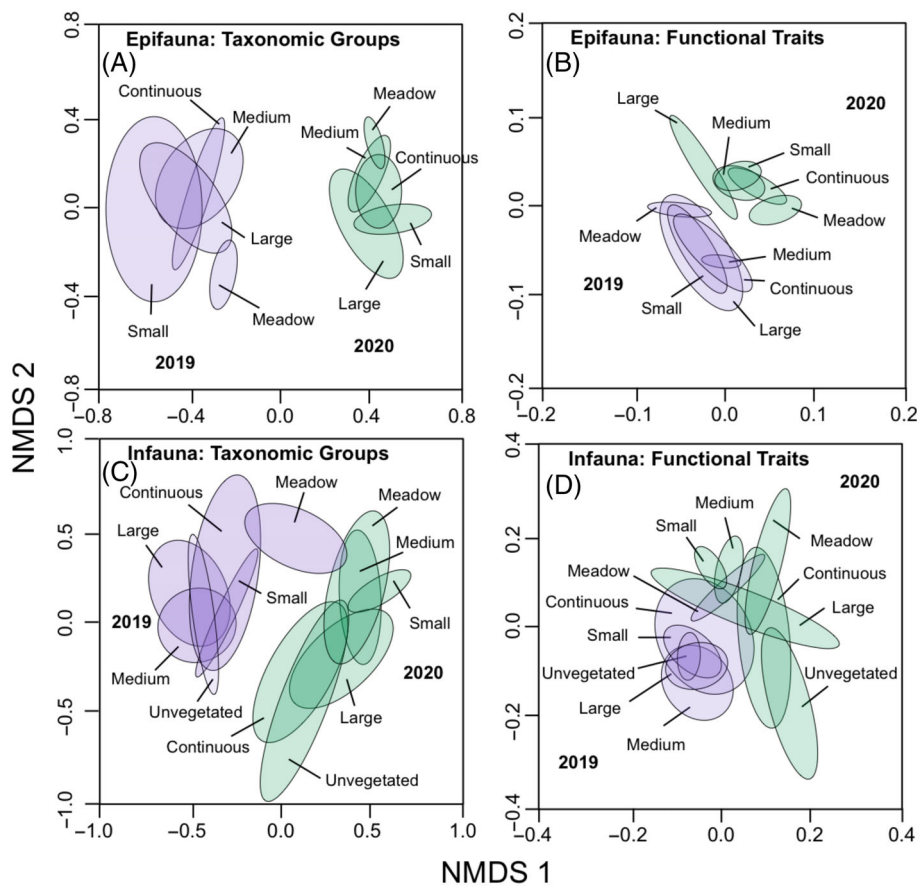 Epifauna: Taxonomic Groups
(A)
Continuous
Medium
Large
Small
Meadow
2019
Meadow
Medium
Continuous
Small
Large
2020
0.8
0.4
0.0
−0.4
−0.8
−0.8
−0.4
0.0
0.4
0.8
Epifauna: Functional Traits
(B)
2020
Large
Medium
Small
Continuous
Meadow
Meadow
2019
Medium
Continuous
Small
Large
0.2
0.1
0.0
−0.1
−0.2
−0.2
−0.1
0.0
0.1
0.2
NMDS 2
Infauna: Taxonomic Groups
(C)
Continuous
Meadow
Meadow
Large
Medium
Small
2019
Small
Medium
2020
Unvegetated
Continuous
Large
Unvegetated
1.0
0.5
0.0
−0.5
−1.0
−1.0
−0.5
0.0
0.5
1.0
Infauna: Functional Traits
(D)
2020
Medium
Small
Meadow
Meadow
Continuous
Continuous
Large
Small
Unvegetated
Unvegetated
Large
Medium
2019
0.4
0.2
0.0
−0.2
−0.4
−0.4
−0.2
0.0
0.2
0.4
NMDS 1